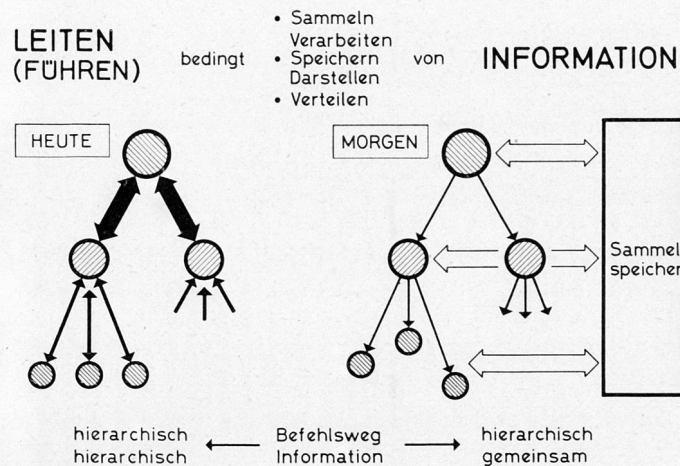 LEITEN
(FÜHREN)
bedingt
• Sammeln
Verarbeiten
• Speichern
Darstellen
• Verteilen
von
INFORMATION
HEUTE
MORGEN
Sammel
speicher
hierarchisch ← Befehlsweg → hierarchisch
hierarchisch Information gemeinsam